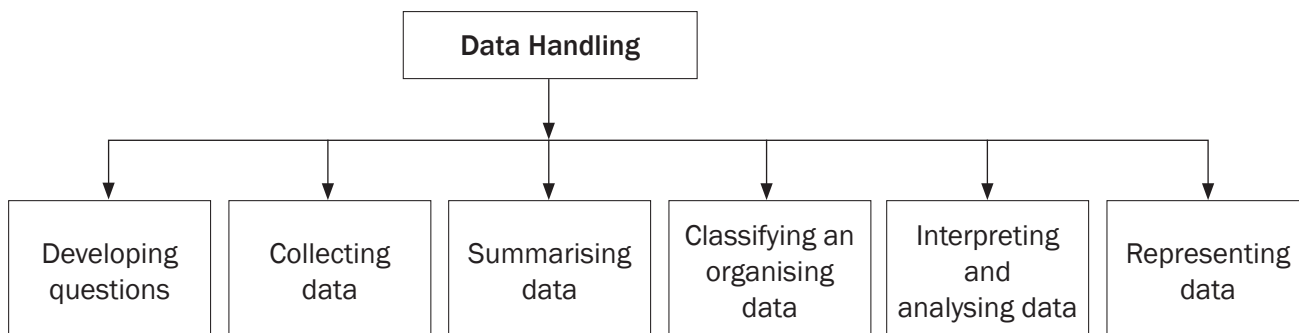 Data Handling
Developing
questions
Collecting
data
Summarising
data
Classifying an
organising
data
Interpreting
and
analysing data
Representing
data